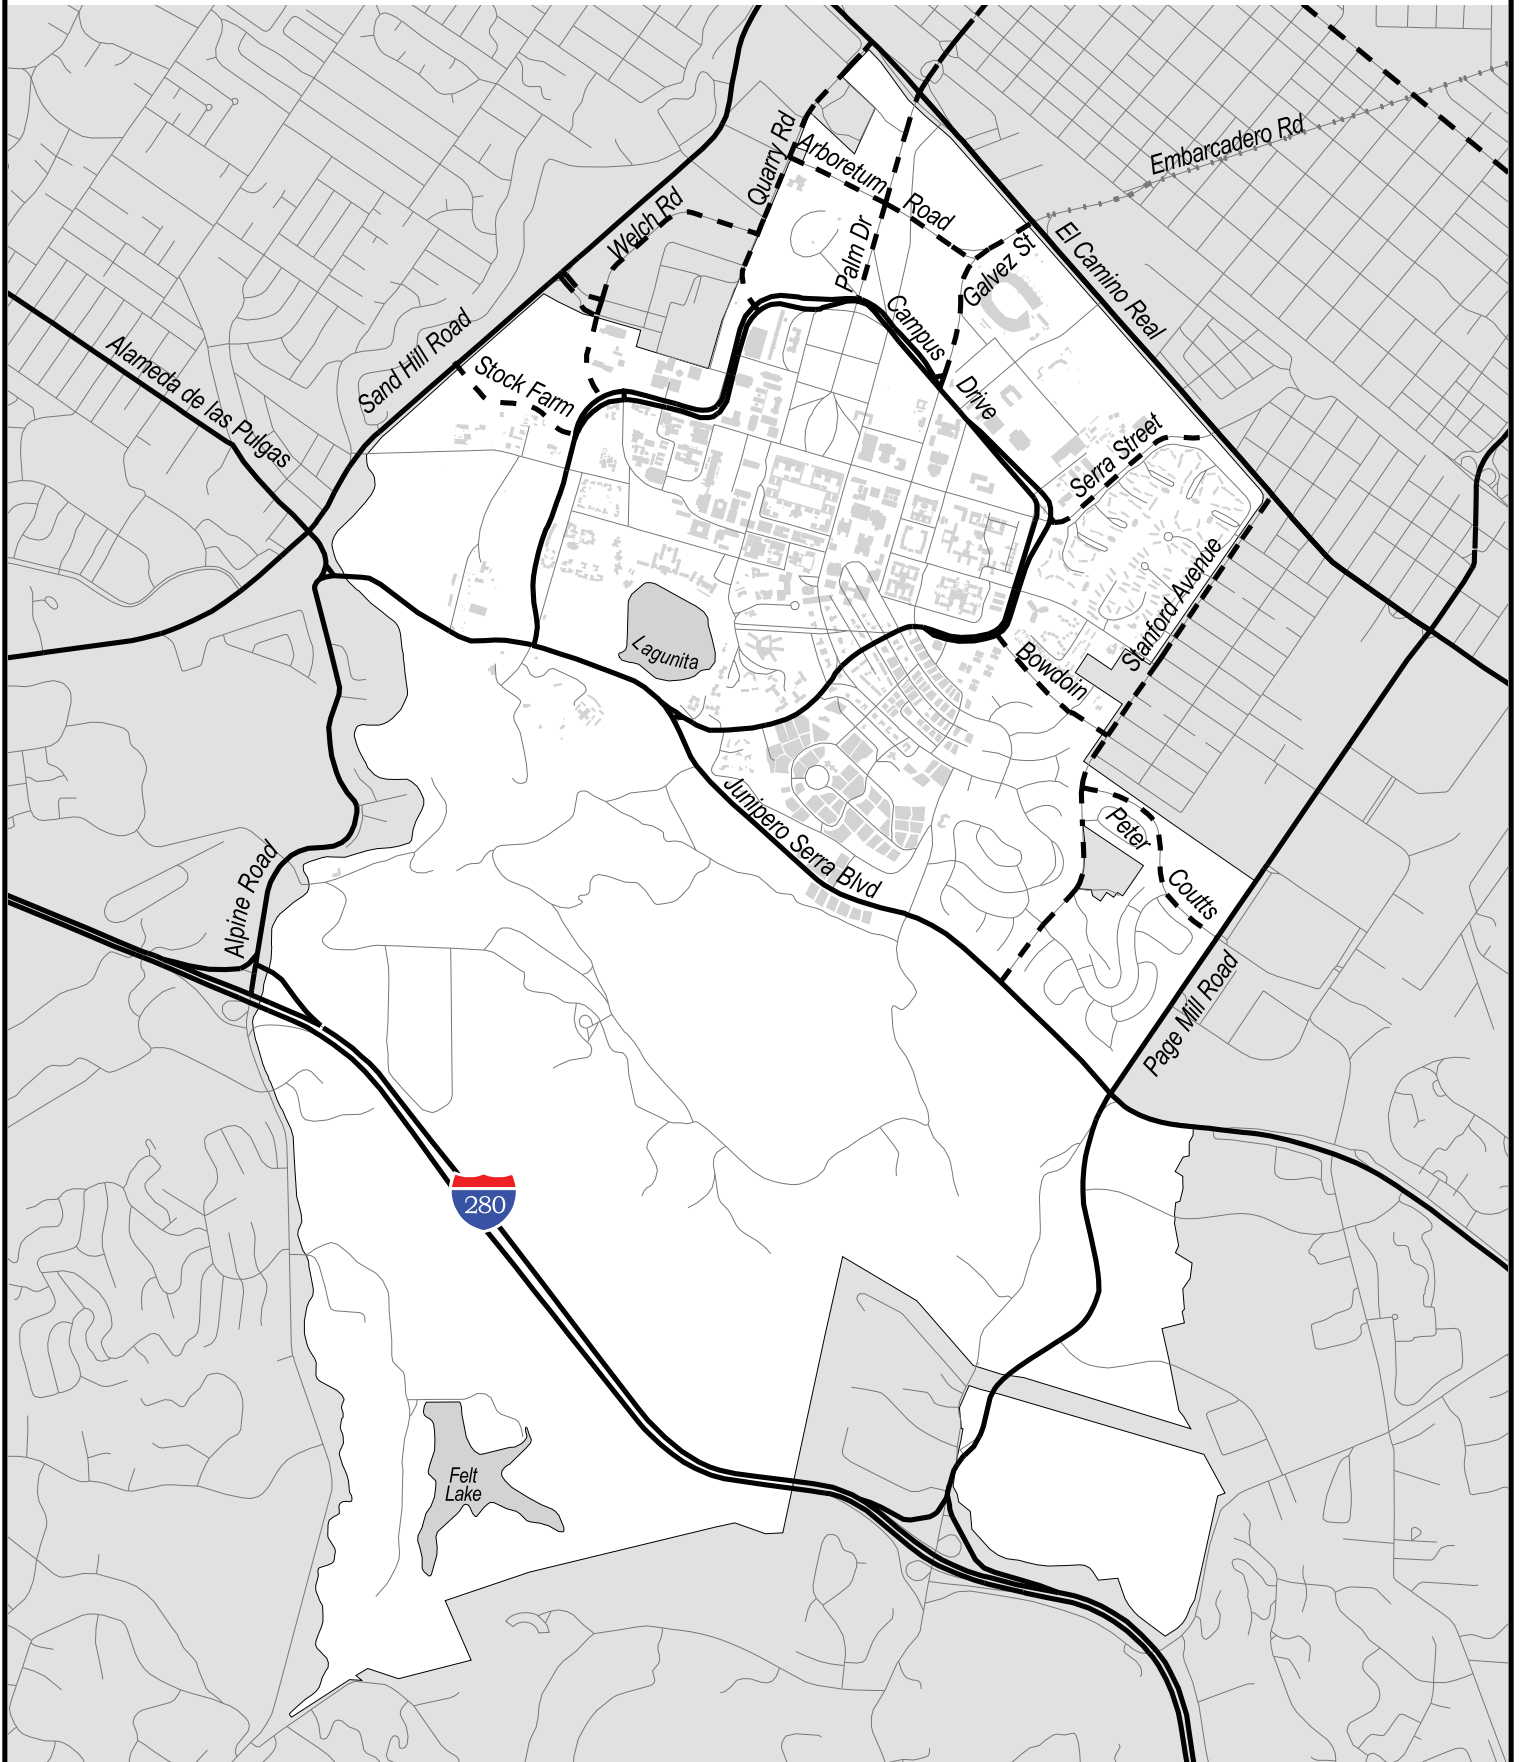 Embarcadero Rd
Quarry Rd
Arboretum
Road
Welch Rd
Palm Dr
Galvez St
El Camino Real
Campus
Drive
Sand Hill Road
Alameda de las Pulgas
Stock Farm
Serra Street
Stanford Avenue
Lagunita
Bowdoin
Junipero Serra Blvd
Peter
Coutts
Alpine Road
Page Mill Road
280
Felt
Lake